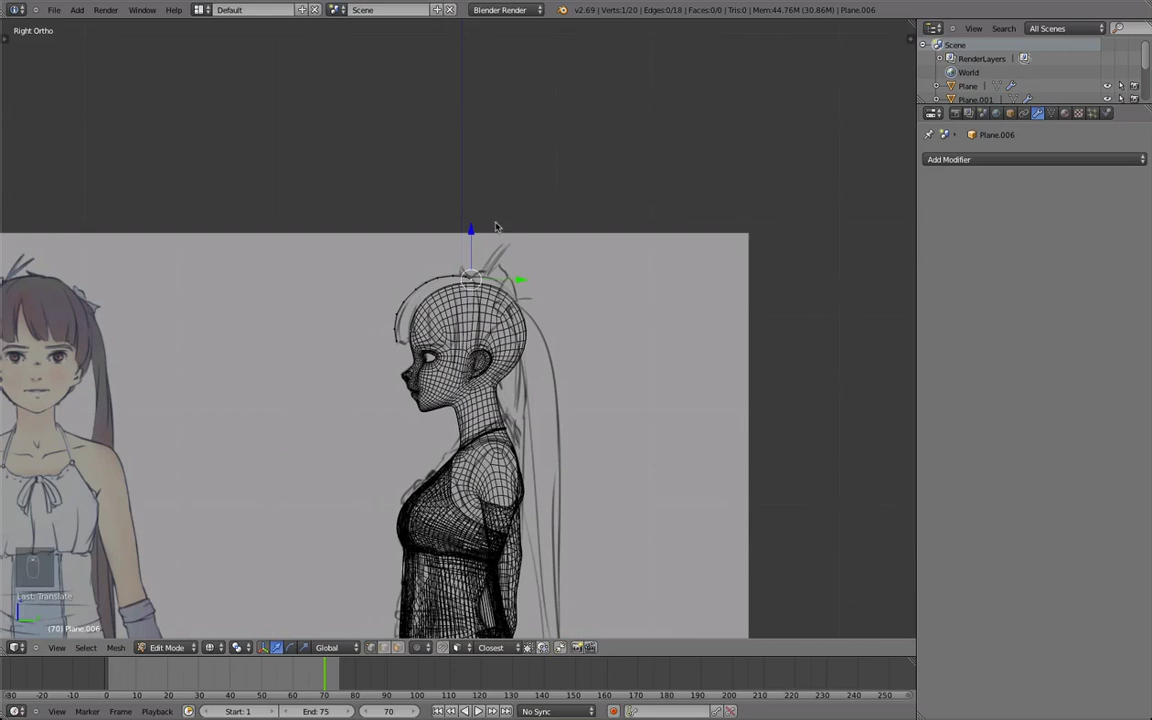 File Add Render Window Help Default Scene Blender Render v2.69 | Verts:1/20 | Edges:0/18 | Faces:0/0 | Tris:0 | Mem:44.76M (30.86M) | Plane.006
Right Ortho
View Search All Scenes
Scene
RenderLayers
World
Plane
Plane.001
Plane.006
Add Modifier
Last: Translate
(70) Plane.006
View Select Mesh Edit Mode Global Closest
-30 -20 -10 0 10 20 30 40 50 60 70 80 90 100 110 120 130 140 150 160 170 180 190 200 210 220 230 240 250
View Marker Frame Playback Start: 1 End: 75 70 No Sync